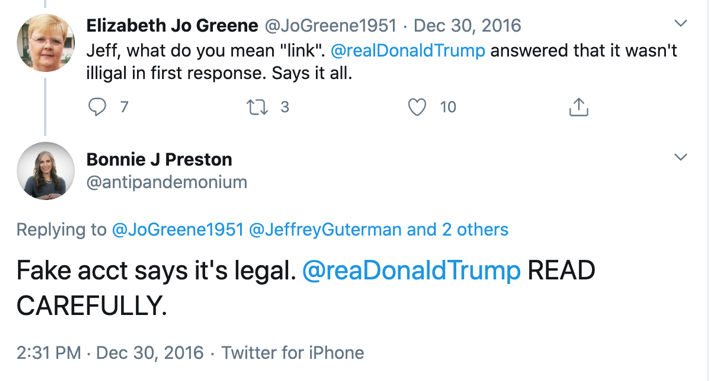 Elizabeth Jo Greene @JoGreene1951 · Dec 30, 2016
Jeff, what do you mean "link". @realDonaldTrump answered that it wasn't
illigal in first response. Says it all.
7 3 10
Bonnie J Preston
@antipandemonium
Replying to @JoGreene1951 @JeffreyGuterman and 2 others
Fake acct says it's legal. @reaDonaldTrump READ
CAREFULLY.
2:31 PM · Dec 30, 2016 · Twitter for iPhone